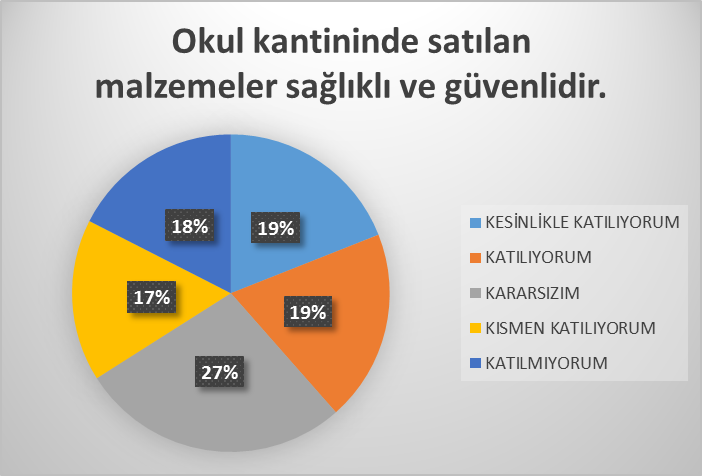 Okul kantininde satılan
malzemeler sağlıklı ve güvenlidir.
19%
19%
27%
17%
18%
KESİNLİKLE KATILIYORUM
KATILIYORUM
KARARSIZIM
KISMEN KATILIYORUM
KATILMIYORUM